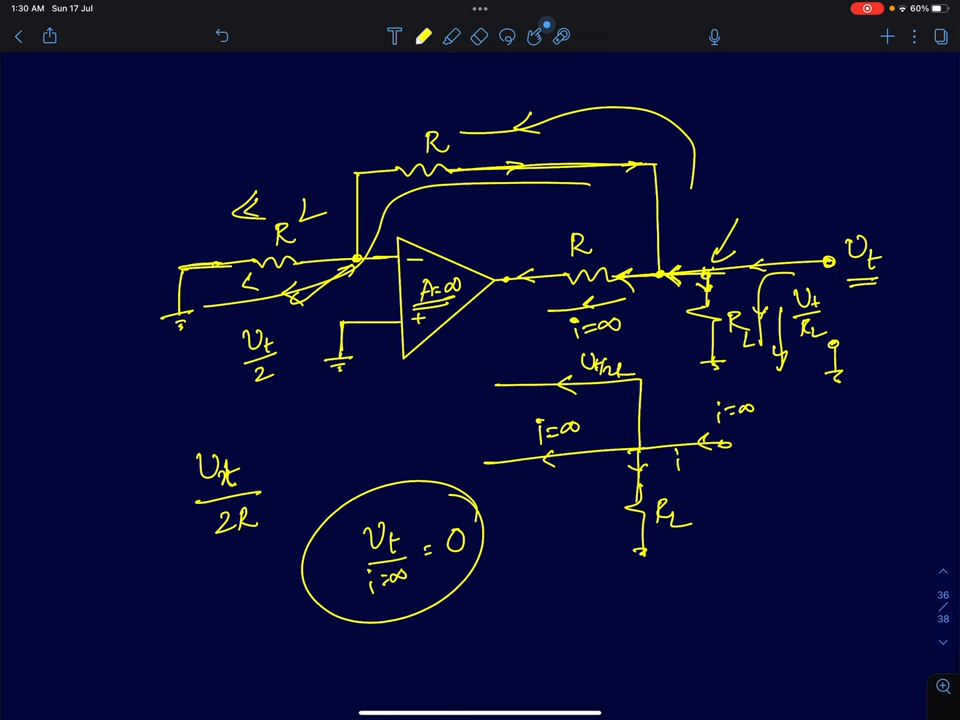 1:30 AM Sun 17 Jul
60%
T
R
R
R
A=∞
−
+
i=∞
Vt
Vt/RL
RL
Vt/2
i=∞
i=∞
i
RL
Vt/2R
Vt/i=∞ = 0
36
/
38